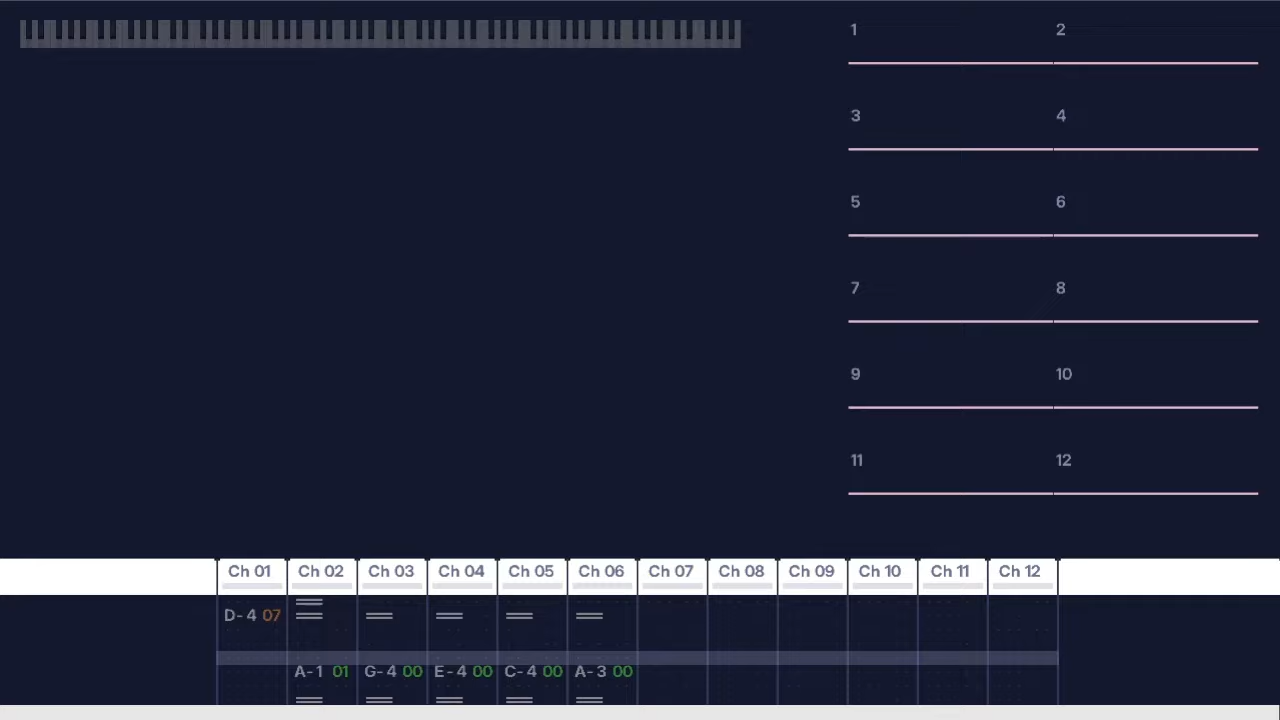 1 2
3 4
5 6
7 8
9 10
11 12
Ch 01 Ch 02 Ch 03 Ch 04 Ch 05 Ch 06 Ch 07 Ch 08 Ch 09 Ch 10 Ch 11 Ch 12
D-4 07
A-1 01 G-4 00 E-4 00 C-4 00 A-3 00